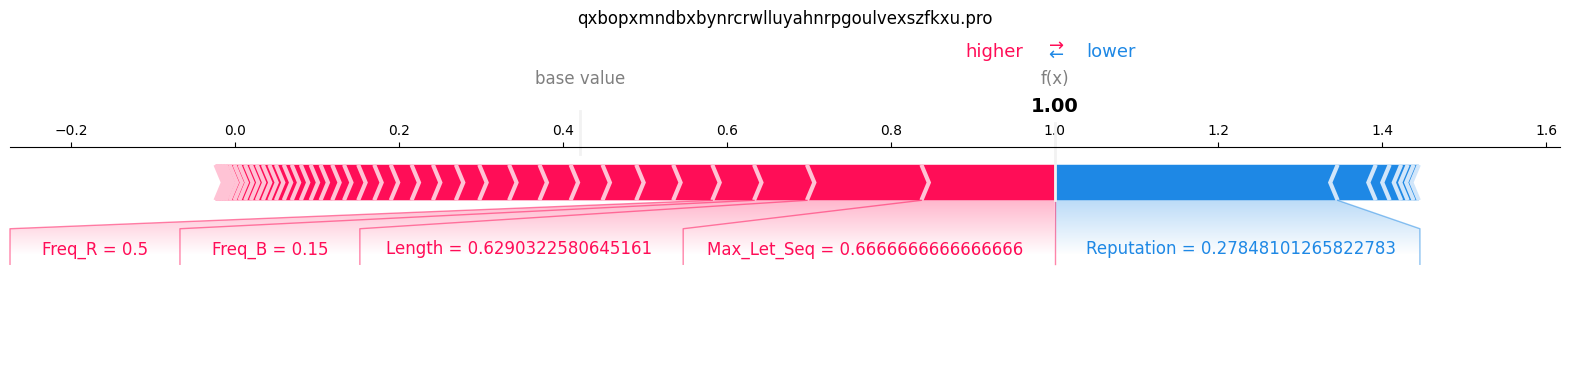 qxbopxmndbxbynrcrwlluyahnrpgoulvexszfkxu.pro
higher ⇄ lower
base value f(x)
1.00
−0.2 0.0 0.2 0.4 0.6 0.8 1.0 1.2 1.4 1.6
Freq_R = 0.5 Freq_B = 0.15 Length = 0.6290322580645161 Max_Let_Seq = 0.6666666666666666 Reputation = 0.27848101265822783